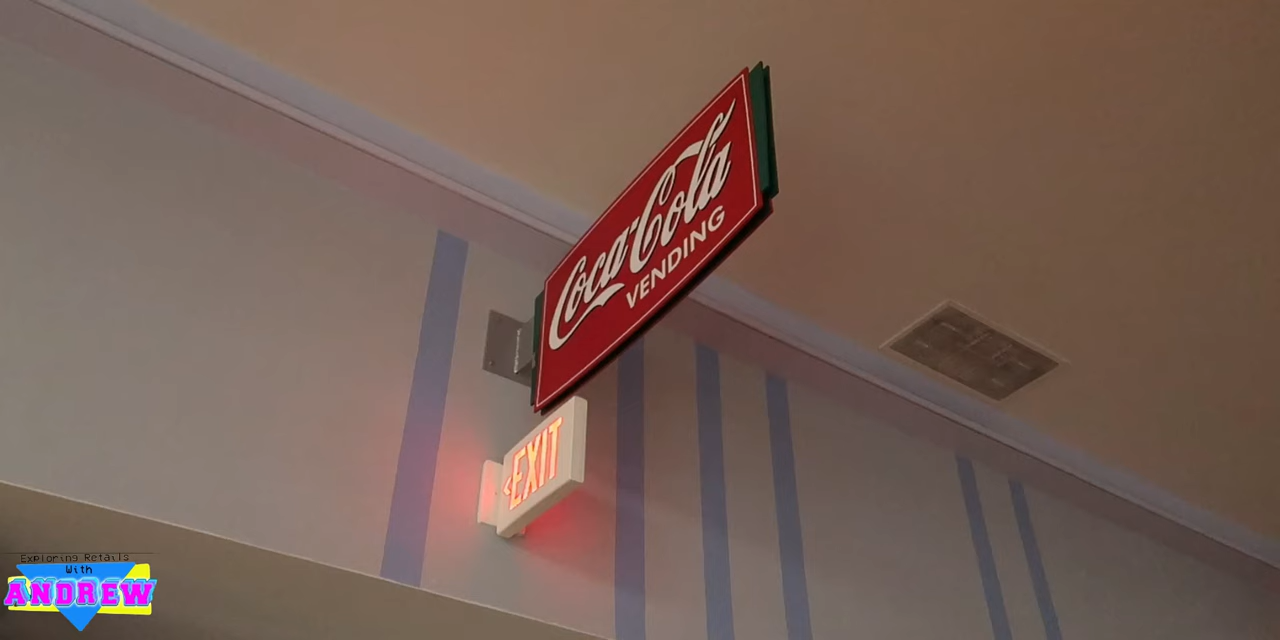 Coca-Cola
VENDING
EXIT
Exploring Retails
With
ANDREW